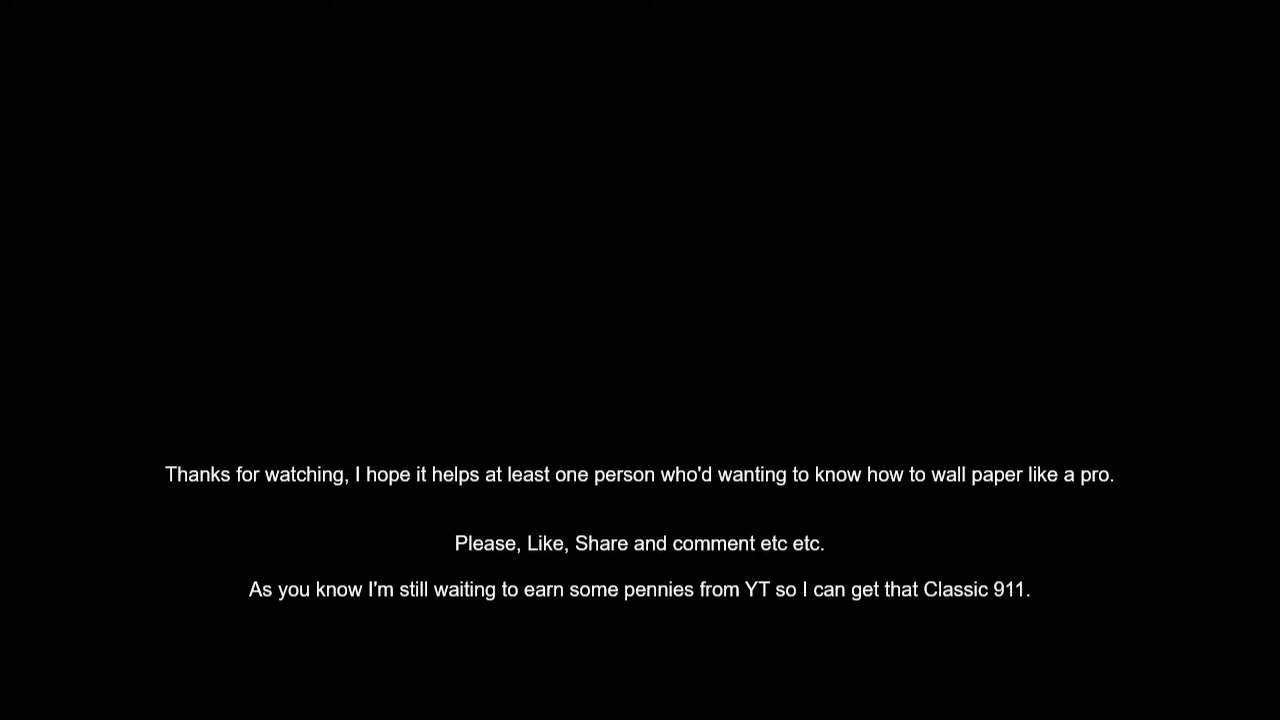 Thanks for watching, I hope it helps at least one person who'd wanting to know how to wall paper like a pro.
Please, Like, Share and comment etc etc.
As you know I'm still waiting to earn some pennies from YT so I can get that Classic 911.